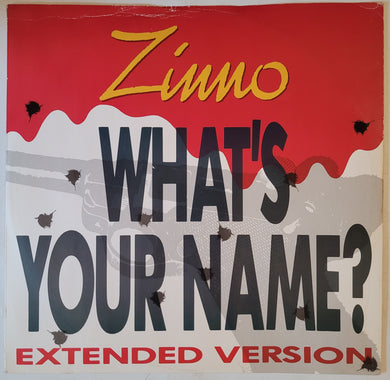 Zinno
WHAT'S
YOUR NAME?
EXTENDED VERSION